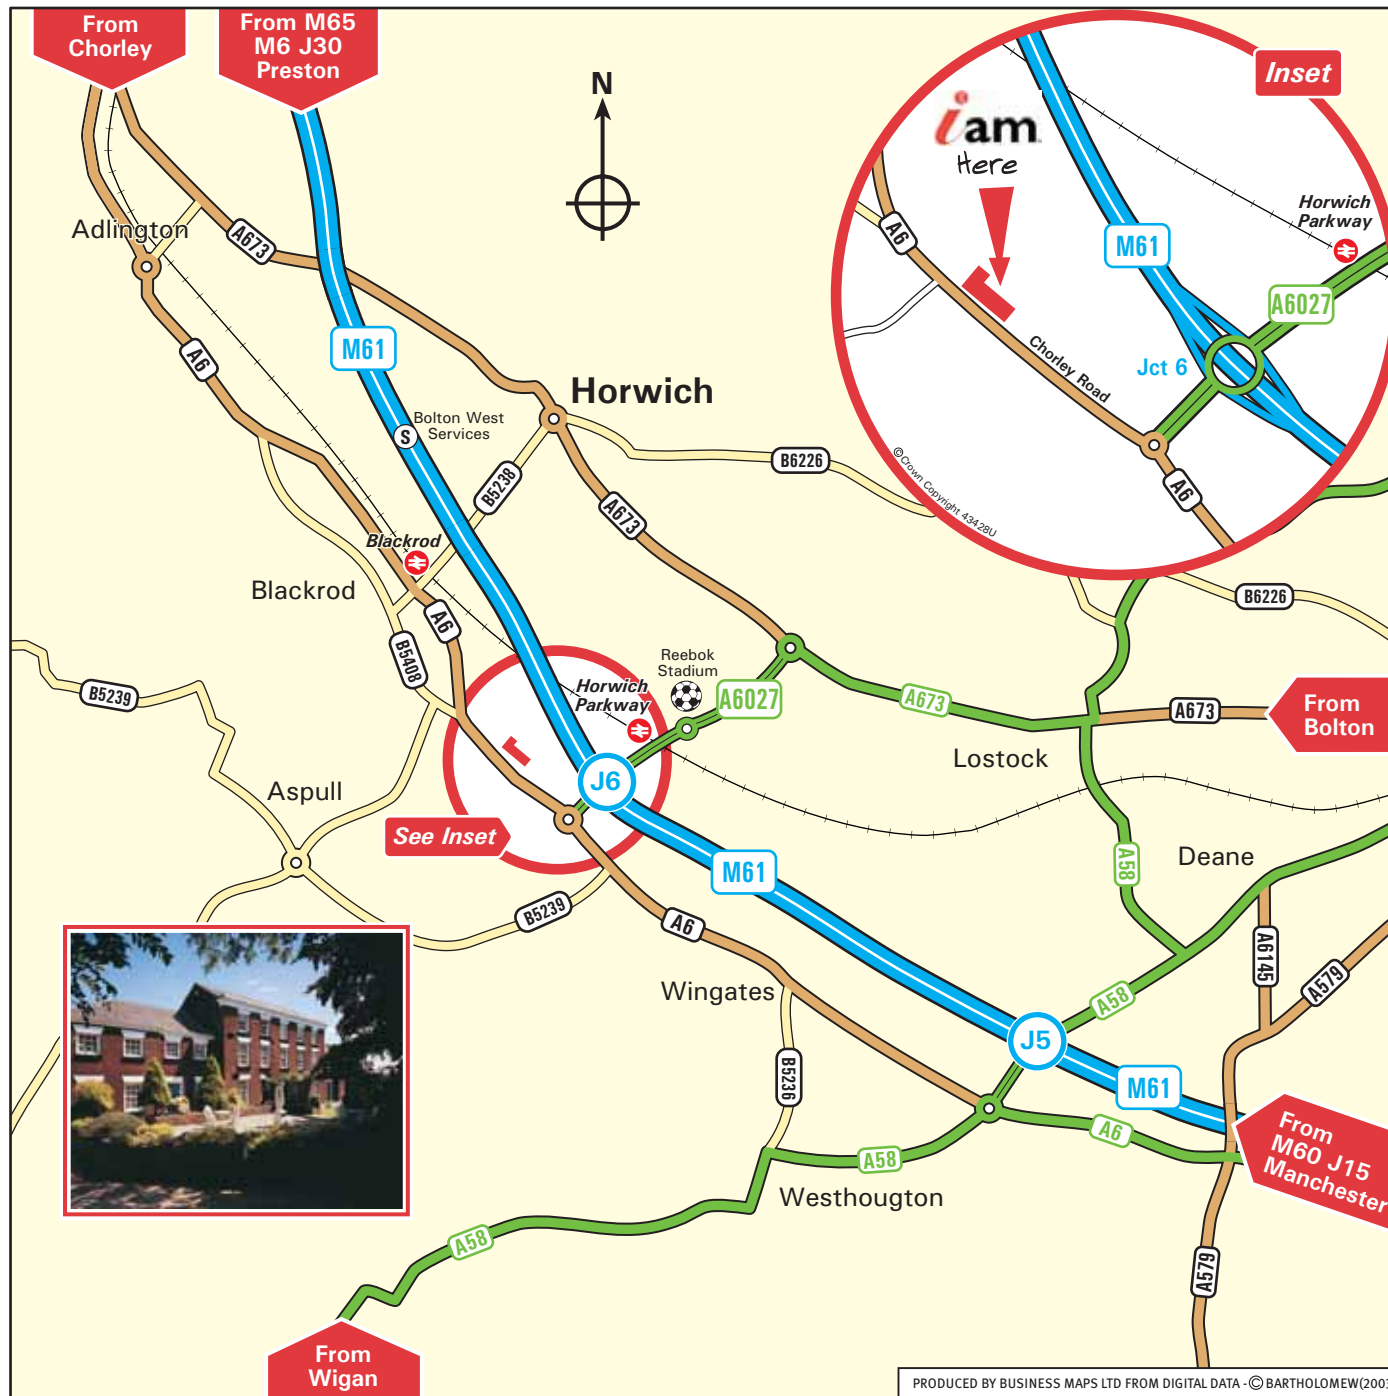 From
Chorley
From M65
M6 J30
Preston
N
Inset
iam
Here
Horwich
Parkway
A6
M61
A6027
Jct 6
Chorley Road
A6
©Crown Copyright 43428U
Adlington
A673
M61
A6
Horwich
Bolton West
Services
S
B5238
B6226
A673
Blackrod
Blackrod
A6
B5408
B6226
Reebok
Stadium
Horwich
Parkway
A6027
A673
A673
From
Bolton
B5239
Lostock
Aspull
J6
See Inset
M61
A58
Deane
B5239
A6
A6145
A579
Wingates
A58
J5
B5236
M61
A6
From
M60 J15
Manchester
A58
Westhougton
A58
A579
From
Wigan
PRODUCED BY BUSINESS MAPS LTD FROM DIGITAL DATA - © BARTHOLOMEW(2003